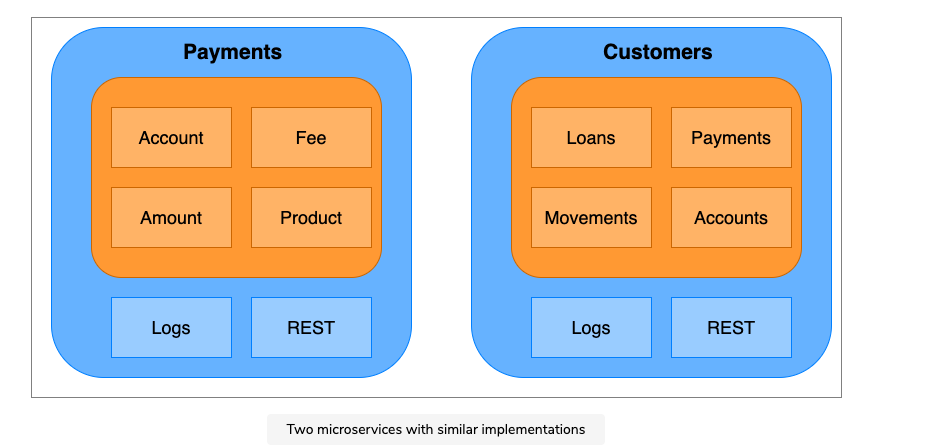 Payments
Account
Fee
Amount
Product
Logs
REST
Customers
Loans
Payments
Movements
Accounts
Logs
REST
Two microservices with similar implementations